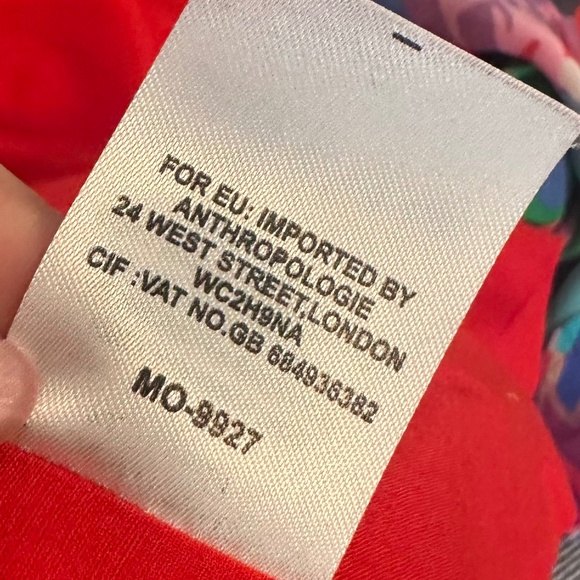 FOR EU: IMPORTED BY
ANTHROPOLOGIE
24 WEST STREET,LONDON
WC2H9NA
CIF :VAT NO.GB 684936382
MO-9927